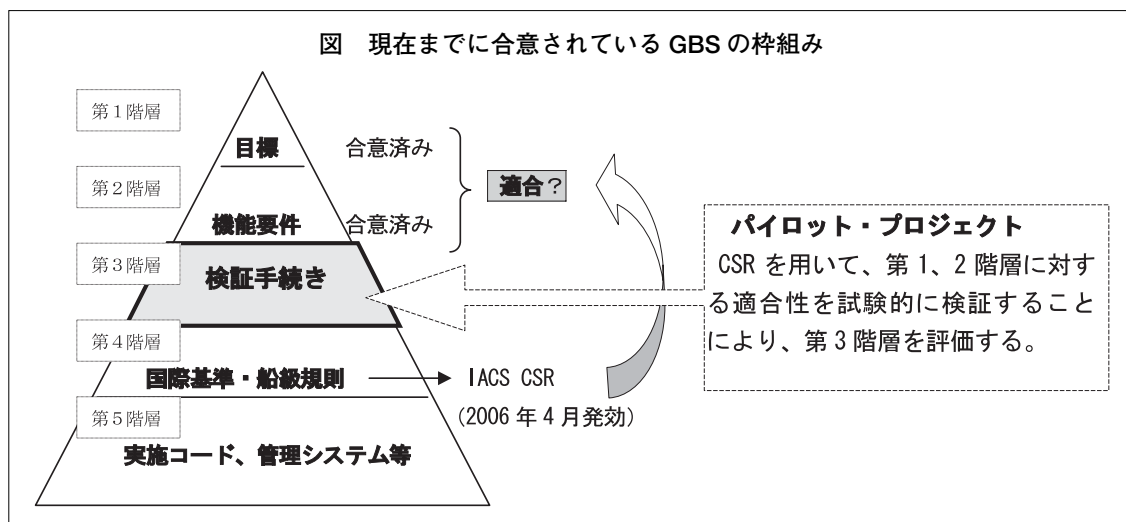 図　現在までに合意されている GBS の枠組み
第１階層
目標　合意済み
第２階層
適合？
機能要件　合意済み
第３階層
検証手続き
パイロット・プロジェクト
CSR を用いて、第 1、2 階層に対す
る適合性を試験的に検証すること
により、第 3 階層を評価する。
第４階層
国際基準・船級規則　IACS CSR
(2006 年 4 月発効)
第５階層
実施コード、管理システム等